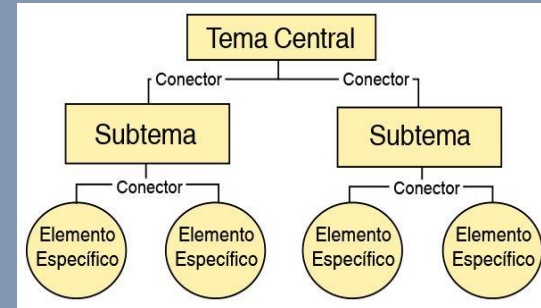 Tema Central
Conector Conector
Subtema Subtema
Conector Conector
Elemento Elemento Elemento Elemento
Específico Específico Específico Específico